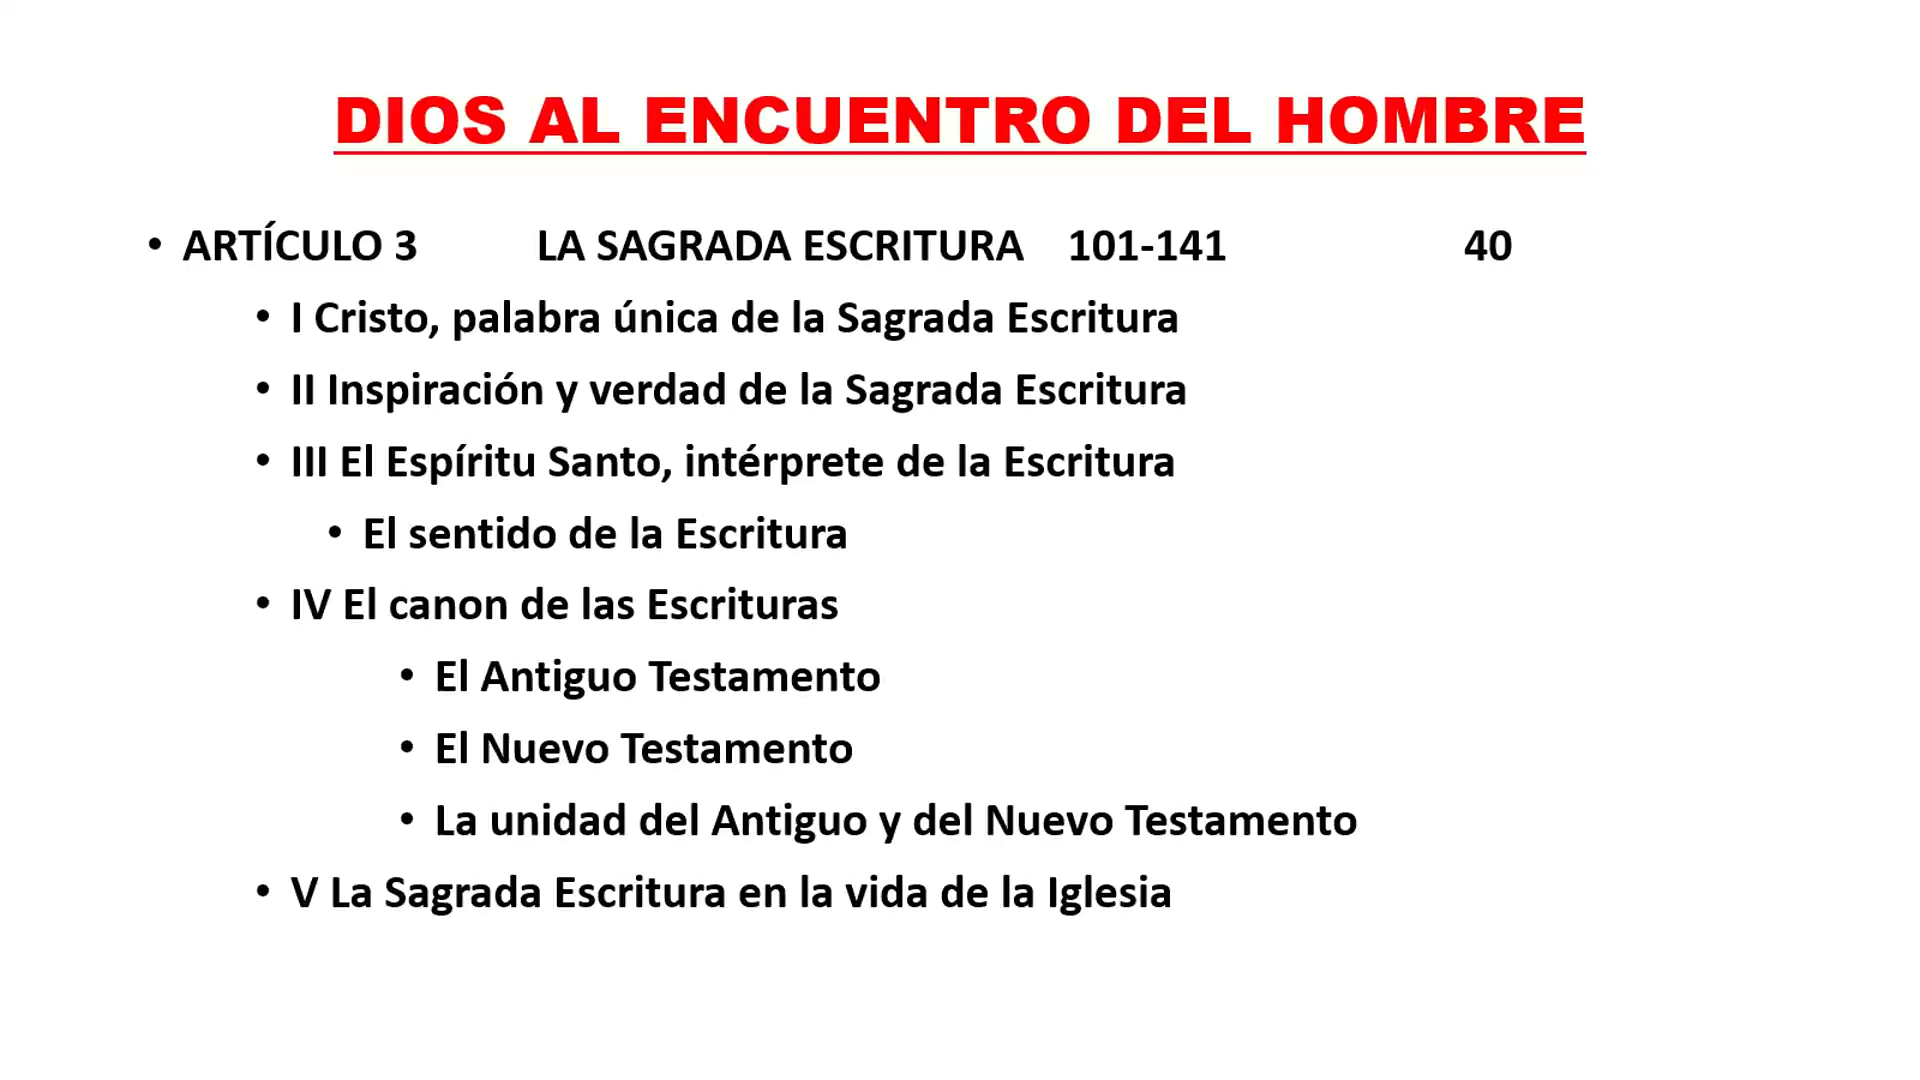 DIOS AL ENCUENTRO DEL HOMBRE
• ARTÍCULO 3 LA SAGRADA ESCRITURA 101-141 40
• I Cristo, palabra única de la Sagrada Escritura
• II Inspiración y verdad de la Sagrada Escritura
• III El Espíritu Santo, intérprete de la Escritura
• El sentido de la Escritura
• IV El canon de las Escrituras
• El Antiguo Testamento
• El Nuevo Testamento
• La unidad del Antiguo y del Nuevo Testamento
• V La Sagrada Escritura en la vida de la Iglesia